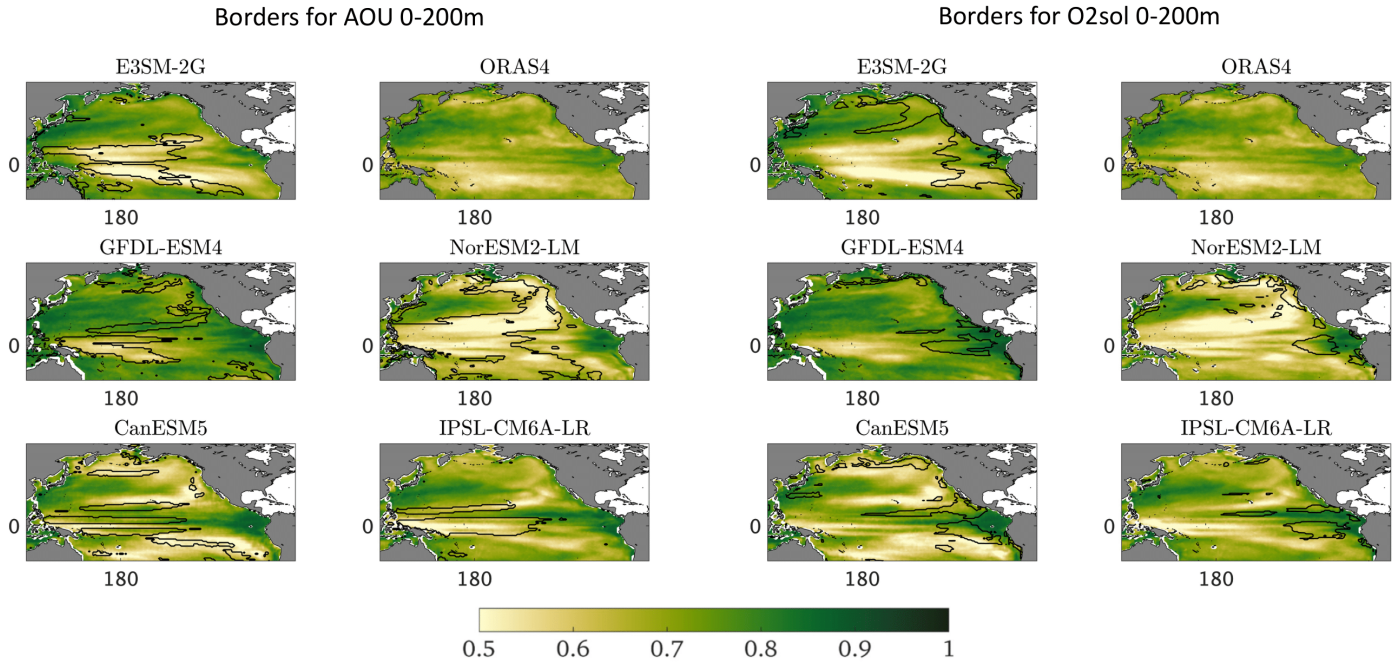 Borders for AOU 0-200m
Borders for O2sol 0-200m
E3SM-2G
ORAS4
E3SM-2G
ORAS4
0
0
0
0
180
180
180
180
GFDL-ESM4
NorESM2-LM
GFDL-ESM4
NorESM2-LM
0
0
0
0
180
180
180
180
CanESM5
IPSL-CM6A-LR
CanESM5
IPSL-CM6A-LR
0
0
0
0
180
180
180
180
0.5
0.6
0.7
0.8
0.9
1